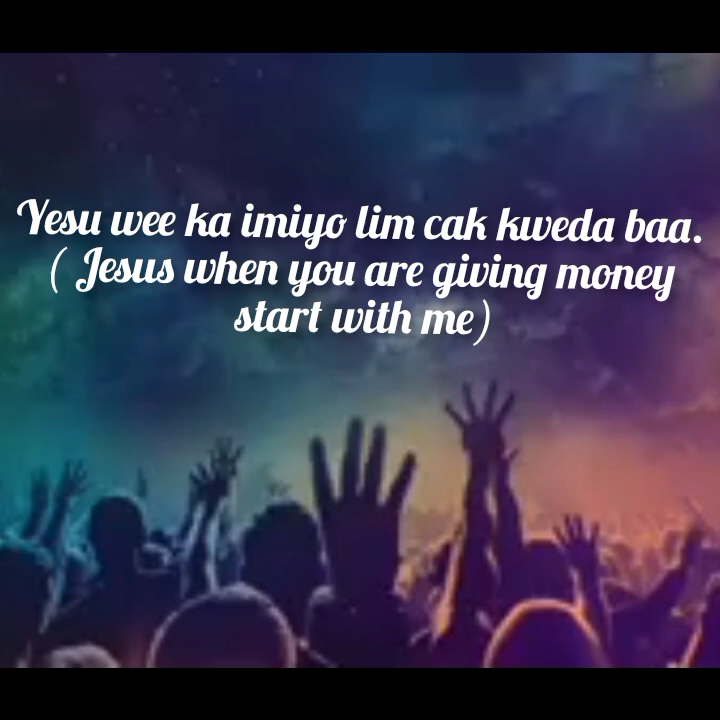 Yesu wee ka imiyo lim cak kweda baa.
( Jesus when you are giving money
start with me)